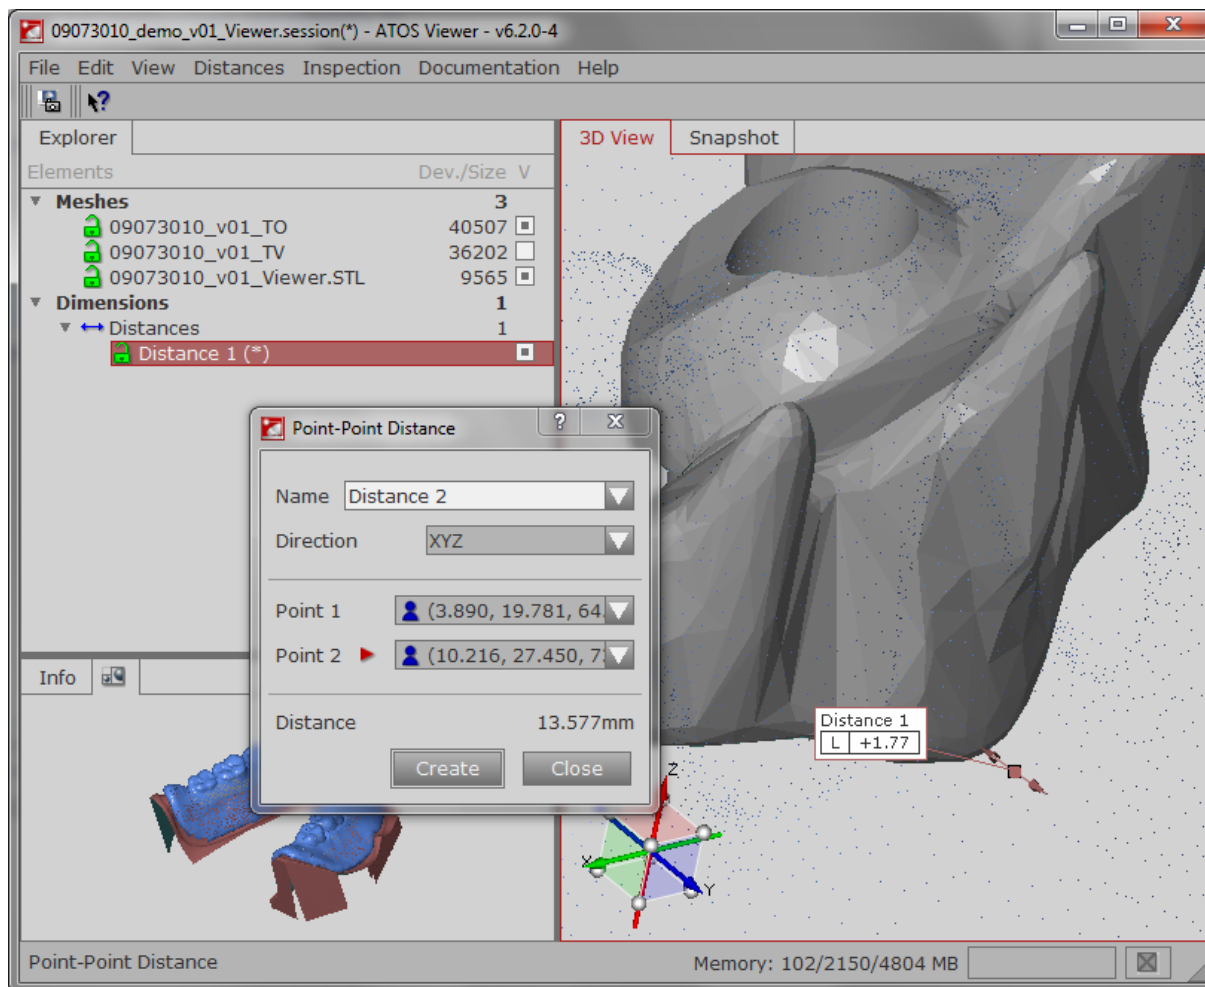 09073010_demo_v01_Viewer.session(*) - ATOS Viewer - v6.2.0-4
File Edit View Distances Inspection Documentation Help
Explorer
3D View Snapshot
Elements Dev./Size V
Meshes 3
09073010_v01_TO 40507
09073010_v01_TV 36202
09073010_v01_Viewer.STL 9565
Dimensions 1
Distances 1
Distance 1 (*)
Point-Point Distance ?
Name Distance 2
Direction XYZ
Point 1 (3.890, 19.781, 64.
Point 2 (10.216, 27.450, 7
Distance 13.577mm
Create Close
Info
Distance 1
L +1.77
Z
X
Y
Point-Point Distance
Memory: 102/2150/4804 MB